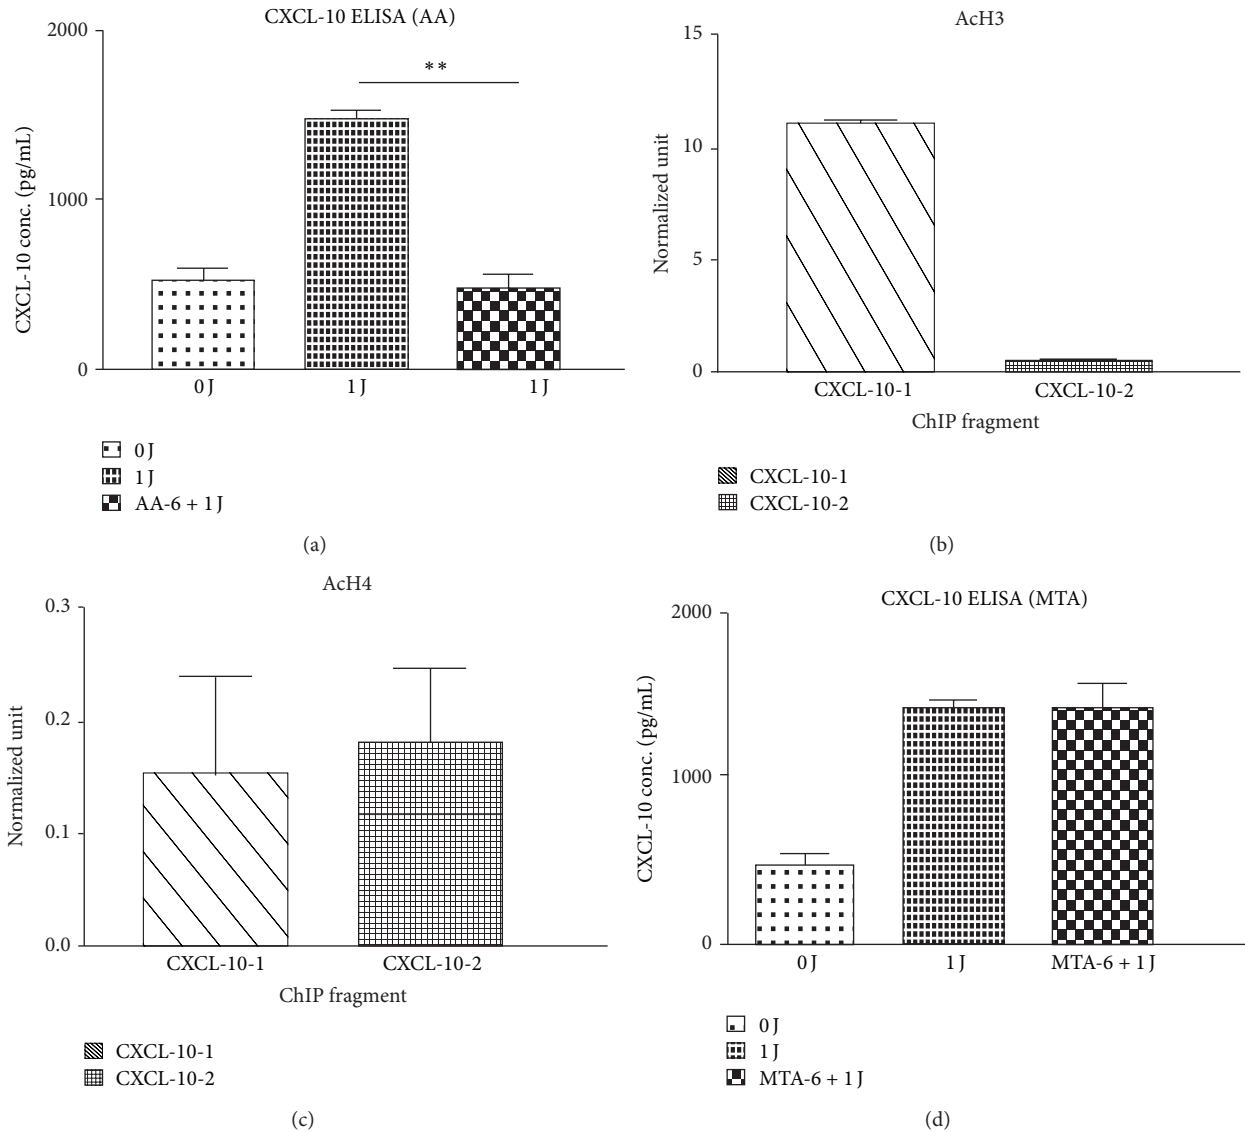 CXCL-10 ELISA (AA)
CXCL-10 conc. (pg/mL)
2000
1000
0
**
0 J
1 J
1 J
0 J
1 J
AA-6 + 1 J
(a)
AcH3
Normalized unit
15
10
5
0
CXCL-10-1
CXCL-10-2
ChIP fragment
CXCL-10-1
CXCL-10-2
(b)
AcH4
Normalized unit
0.3
0.2
0.1
0.0
CXCL-10-1
CXCL-10-2
ChIP fragment
CXCL-10-1
CXCL-10-2
(c)
CXCL-10 ELISA (MTA)
CXCL-10 conc. (pg/mL)
2000
1000
0
0 J
1 J
MTA-6 + 1 J
0 J
1 J
MTA-6 + 1 J
(d)